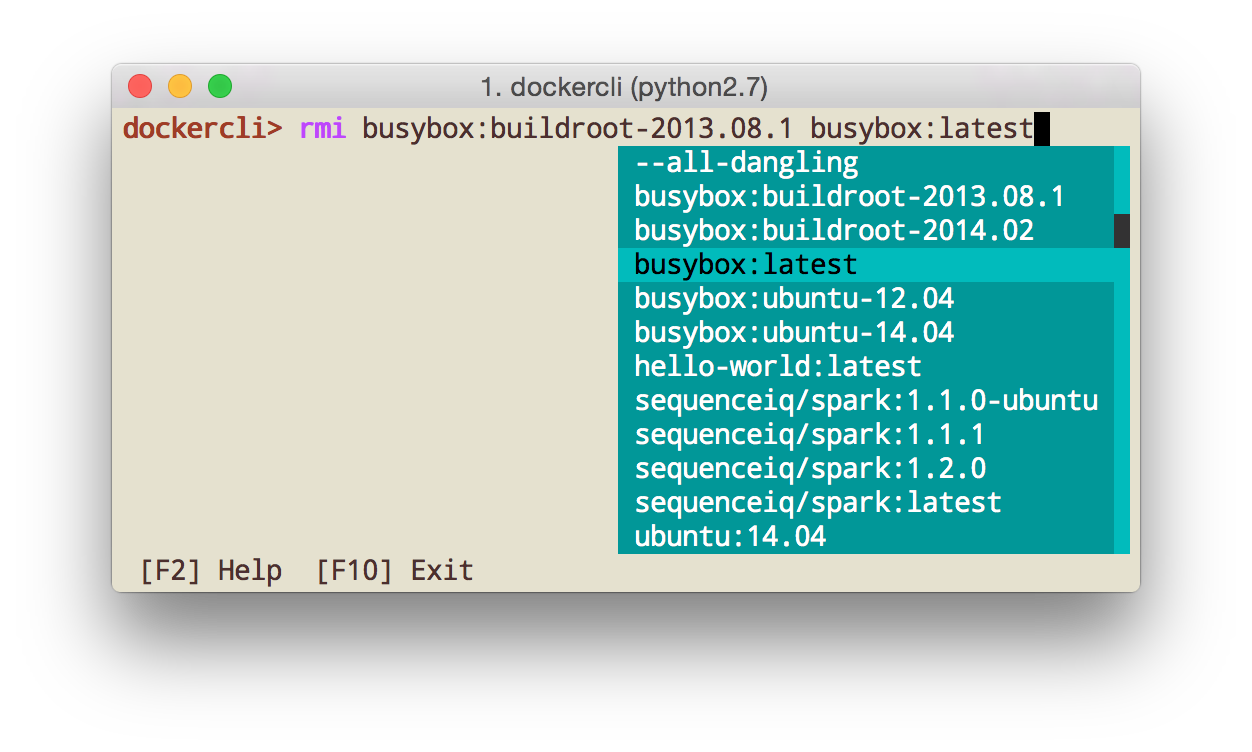 1. dockercli (python2.7)
dockercli> rmi busybox:buildroot-2013.08.1 busybox:latest
--all-dangling
busybox:buildroot-2013.08.1
busybox:buildroot-2014.02
busybox:latest
busybox:ubuntu-12.04
busybox:ubuntu-14.04
hello-world:latest
sequenceiq/spark:1.1.0-ubuntu
sequenceiq/spark:1.1.1
sequenceiq/spark:1.2.0
sequenceiq/spark:latest
ubuntu:14.04
[F2] Help [F10] Exit